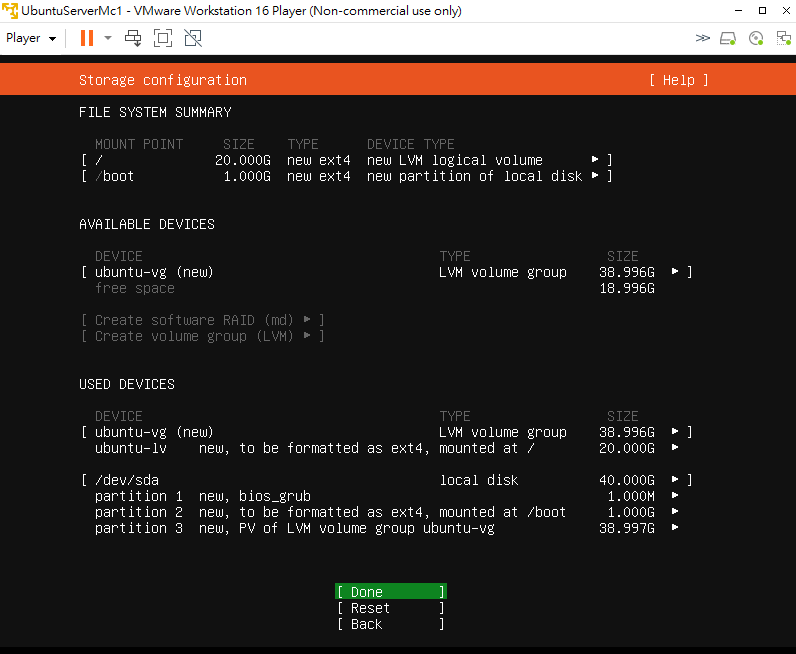 UbuntuServerMc1 - VMware Workstation 16 Player (Non-commercial use only)
Player
Storage configuration [ Help ]
FILE SYSTEM SUMMARY
MOUNT POINT SIZE TYPE DEVICE TYPE
[ / 20.000G new ext4 new LVM logical volume ▸ ]
[ /boot 1.000G new ext4 new partition of local disk ▸ ]
AVAILABLE DEVICES
DEVICE TYPE SIZE
[ ubuntu-vg (new) LVM volume group 38.996G ▸ ]
free space 18.996G
[ Create software RAID (md) ▸ ]
[ Create volume group (LVM) ▸ ]
USED DEVICES
DEVICE TYPE SIZE
[ ubuntu-vg (new) LVM volume group 38.996G ▸ ]
ubuntu-lv new, to be formatted as ext4, mounted at / 20.000G ▸
[ /dev/sda local disk 40.000G ▸ ]
partition 1 new, bios_grub 1.000M ▸
partition 2 new, to be formatted as ext4, mounted at /boot 1.000G ▸
partition 3 new, PV of LVM volume group ubuntu-vg 38.997G ▸
[ Done ]
[ Reset ]
[ Back ]